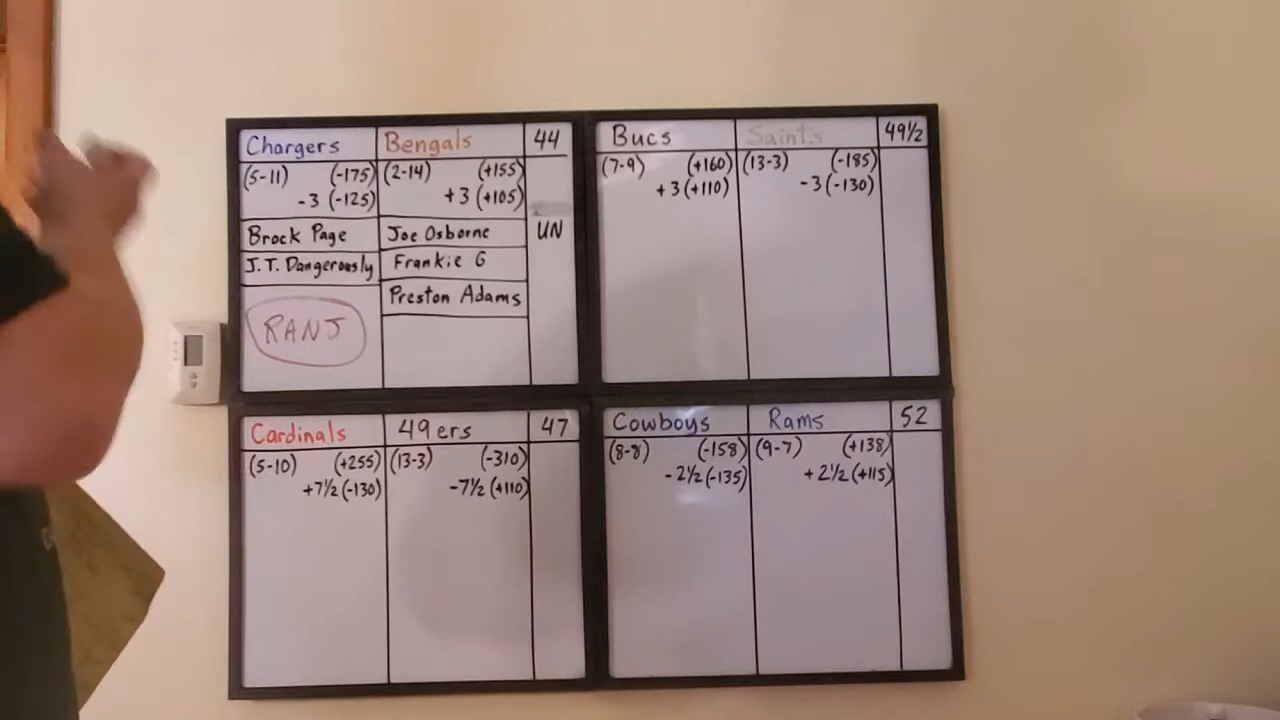 Chargers Bengals 44
(5-11) (-175) (2-14) (+155)
-3 (-125) +3 (+105)
Brock Page Joe Osborne UN
J.T. Dangerously Frankie G
Preston Adams
RANJ
Bucs Saints 49½
(7-9) (+160) (13-3) (-185)
+3 (+110) -3 (-130)
Cardinals 49ers 47
(5-10) (+255) (13-3) (-310)
+7½ (-130) -7½ (+110)
Cowboys Rams 52
(8-8) (-158) (9-7) (+138)
-2½ (-135) +2½ (+115)